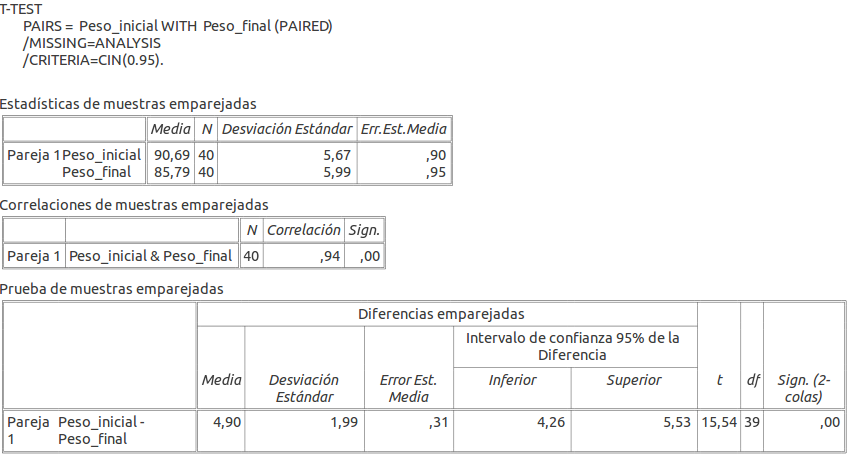 T-TEST
PAIRS = Peso_inicial WITH Peso_final (PAIRED)
/MISSING=ANALYSIS
/CRITERIA=CIN(0.95).
Estadísticas de muestras emparejadas
Media N Desviación Estándar Err.Est.Media
Pareja 1 Peso_inicial 90,69 40 5,67 ,90
Peso_final 85,79 40 5,99 ,95
Correlaciones de muestras emparejadas
N Correlación Sign.
Pareja 1 Peso_inicial & Peso_final 40 ,94 ,00
Prueba de muestras emparejadas
Diferencias emparejadas
Intervalo de confianza 95% de la
Diferencia
Media Desviación Error Est. Inferior Superior t df Sign. (2-
Estándar Media colas)
Pareja Peso_inicial - 4,90 1,99 ,31 4,26 5,53 15,54 39 ,00
1 Peso_final